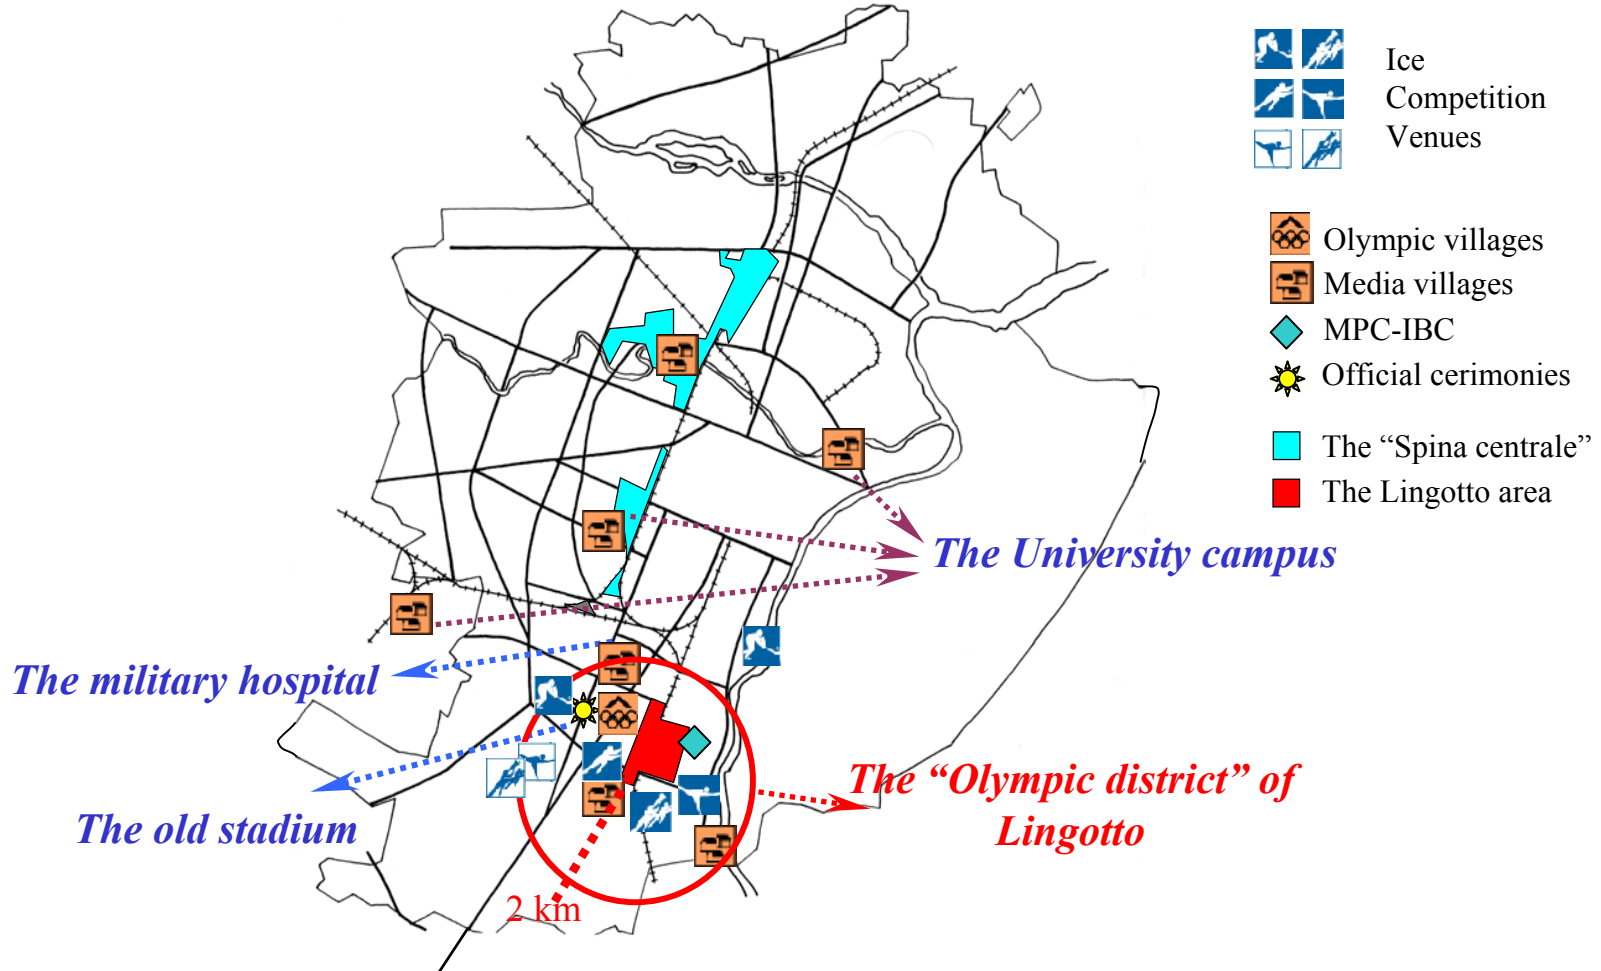 Ice
Competition
Venues
Olympic villages
Media villages
MPC-IBC
Official cerimonies
The “Spina centrale”
The Lingotto area
The University campus
The military hospital
The “Olympic district” of
Lingotto
The old stadium
2 km